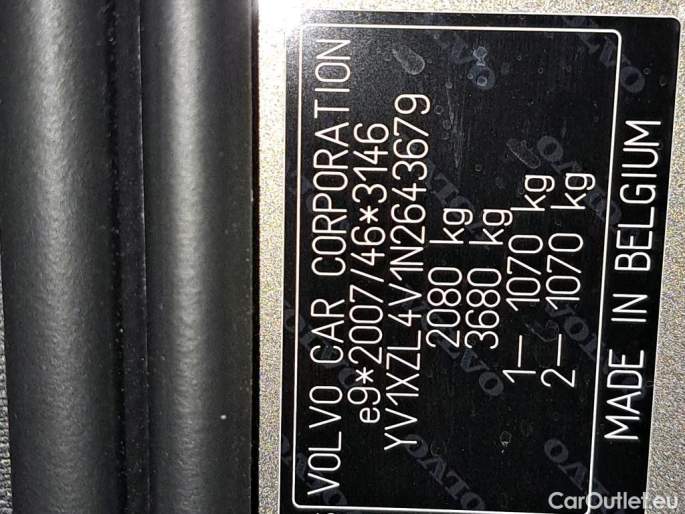 VOLVO CAR CORPORATION
e9*2007/46*3146
YV1XZL4V1N2643679
2080 kg
3680 kg
1— 1070 kg
2— 1070 kg
MADE IN BELGIUM
CarOutlet.eu